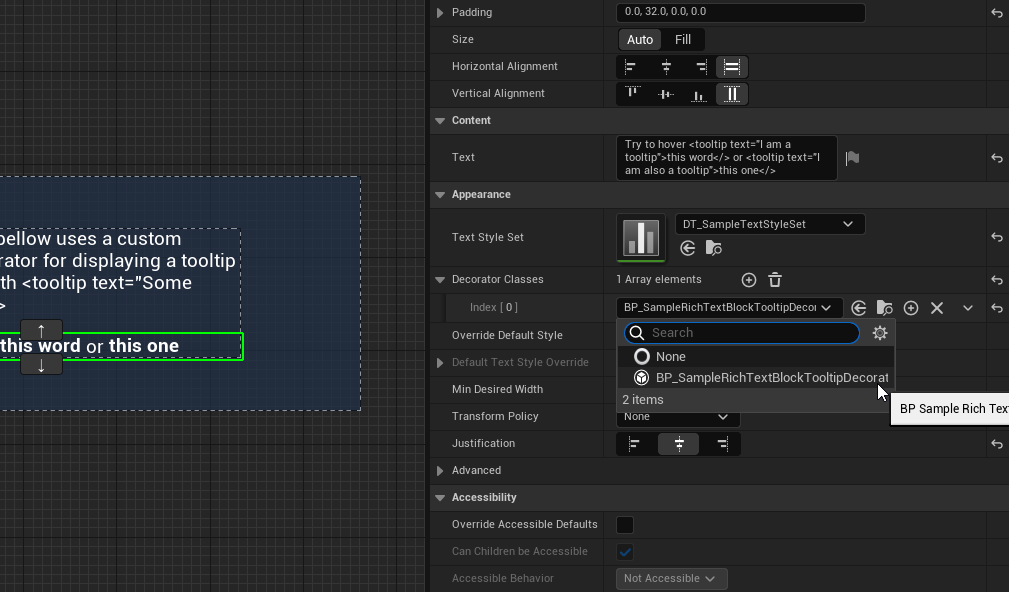 Padding
0.0, 32.0, 0.0, 0.0
Size
Auto Fill
Horizontal Alignment
Vertical Alignment
Content
Text
Try to hover <tooltip text="I am a
tooltip">this word</> or <tooltip text="I
am also a tooltip">this one</>
Appearance
Text Style Set
DT_SampleTextStyleSet
Decorator Classes
1 Array elements
Index [ 0 ]
BP_SampleRichTextBlockTooltipDecor
Search
None
BP_SampleRichTextBlockTooltipDecorat
2 items
BP Sample Rich Tex
Override Default Style
Default Text Style Override
Min Desired Width
Transform Policy
None
Justification
Advanced
Accessibility
Override Accessible Defaults
Can Children be Accessible
Accessible Behavior
Not Accessible
bellow uses a custom
rator for displaying a tooltip
th <tooltip text="Some
>
this word or this one